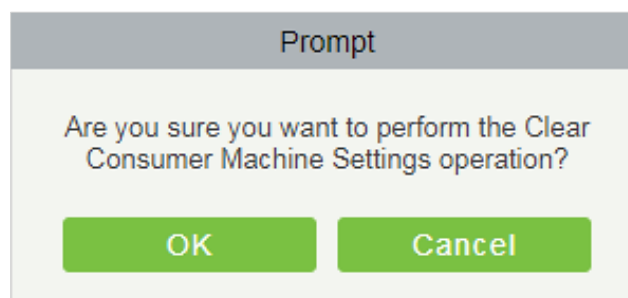 Prompt
Are you sure you want to perform the Clear
Consumer Machine Settings operation?
OK
Cancel